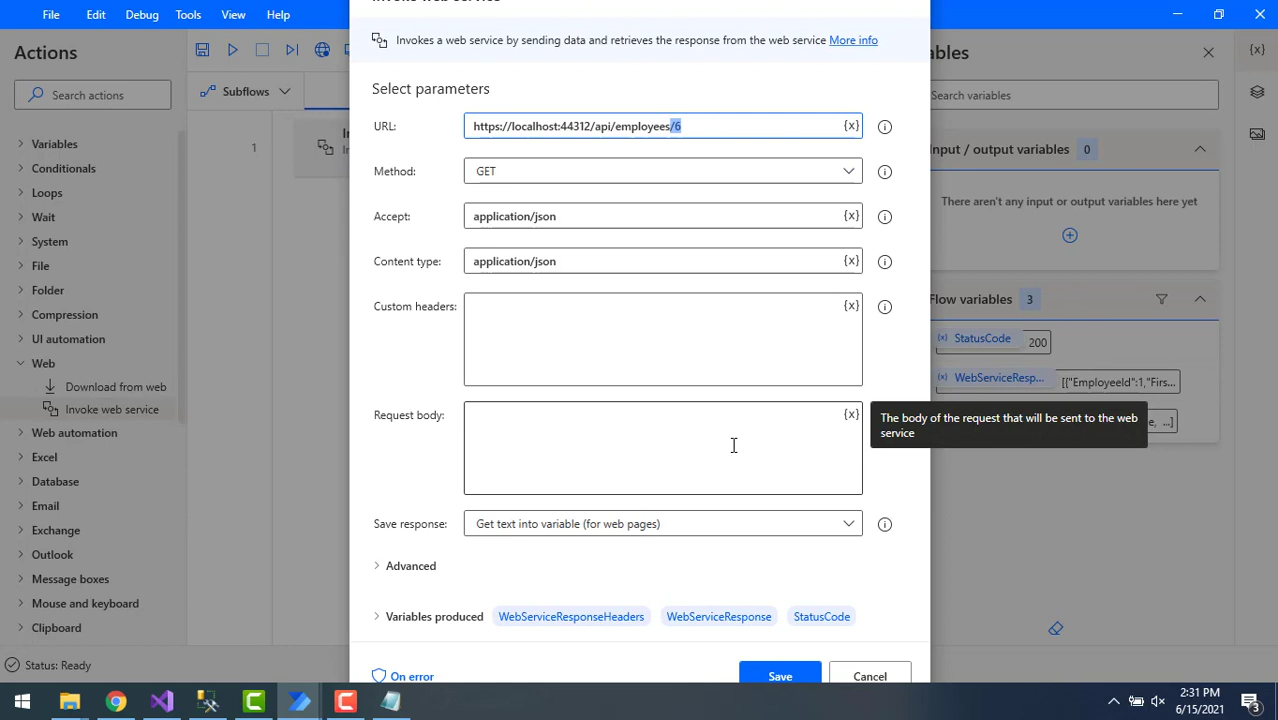 File Edit Debug Tools View Help
Actions
Search actions
Variables
Conditionals
Loops
Wait
System
File
Folder
Compression
UI automation
Web
Download from web
Invoke web service
Web automation
Excel
Database
Email
Exchange
Outlook
Message boxes
Mouse and keyboard
Clipboard
Status: Ready
Subflows
1
Invokes a web service by sending data and retrieves the response from the web service More info
Select parameters
URL: https://localhost:44312/api/employees/6 {x}
Method: GET
Accept: application/json {x}
Content type: application/json {x}
Custom headers: {x}
Request body: {x}
The body of the request that will be sent to the web
service
Save response: Get text into variable (for web pages)
Advanced
Variables produced WebServiceResponseHeaders WebServiceResponse StatusCode
On error Save Cancel
{x}
Search variables
Input / output variables 0
There aren't any input or output variables here yet
Flow variables 3
{x} StatusCode 200
{x} WebServiceResp... [{"EmployeeId":1,"Firs...
, ...]
2:31 PM
6/15/2021
3